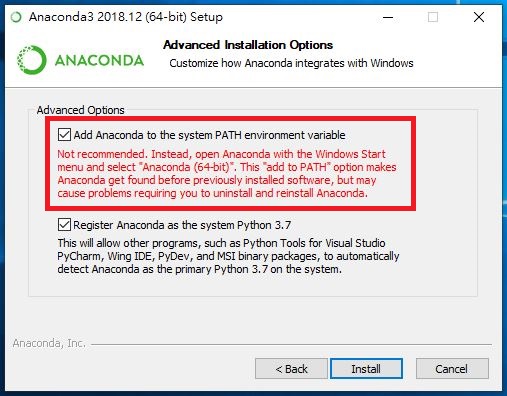 Anaconda3 2018.12 (64-bit) Setup
ANACONDA
Advanced Installation Options
Customize how Anaconda integrates with Windows
Advanced Options
Add Anaconda to the system PATH environment variable
Not recommended. Instead, open Anaconda with the Windows Start
menu and select "Anaconda (64-bit)". This "add to PATH" option makes
Anaconda get found before previously installed software, but may
cause problems requiring you to uninstall and reinstall Anaconda.
Register Anaconda as the system Python 3.7
This will allow other programs, such as Python Tools for Visual Studio
PyCharm, Wing IDE, PyDev, and MSI binary packages, to automatically
detect Anaconda as the primary Python 3.7 on the system.
Anaconda, Inc.
< Back
Install
Cancel